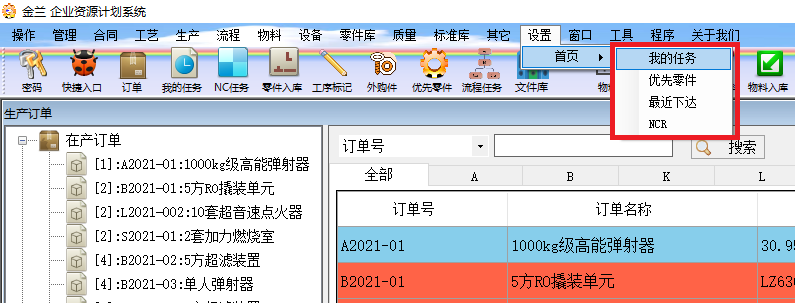 金兰 企业资源计划系统
操作 管理 合同 工艺 生产 流程 物料 设备 零件库 质量 标准库 其它 设置 窗口 工具 程序 关于我们
首页
我的任务
优先零件
最近下达
NCR
密码 快捷入口 订单 我的任务 NC任务 零件入库 工序标记 外购件 优先零件 流程任务 文件库 物 物料入库
生产订单
在产订单
[1]:A2021-01:1000kg级高能弹射器
[2]:B2021-01:5方RO撬装单元
[2]:L2021-002:10套超音速点火器
[2]:S2021-01:2套加力燃烧室
[4]:B2021-02:5方超滤装置
[4]:B2021-03:单人弹射器
订单号 搜索
全部 A B K L
订单号 订单名称
A2021-01 1000kg级高能弹射器 30.95
B2021-01 5方RO撬装单元 LZ630